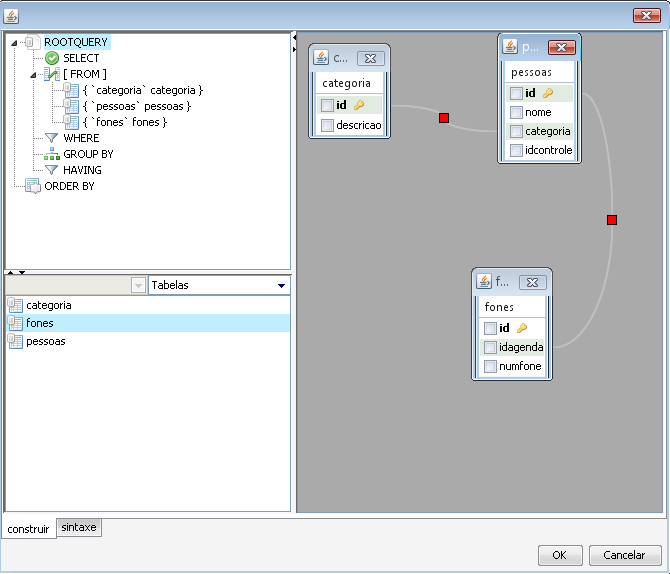 ROOTQUERY
SELECT
[ FROM ]
{ `categoria` categoria }
{ `pessoas` pessoas }
{ `fones` fones }
WHERE
GROUP BY
HAVING
ORDER BY
Tabelas
categoria
fones
pessoas
c...
categoria
id
descricao
p...
pessoas
id
nome
categoria
idcontrole
f...
fones
id
idagenda
numfone
construir
sintaxe
OK
Cancelar